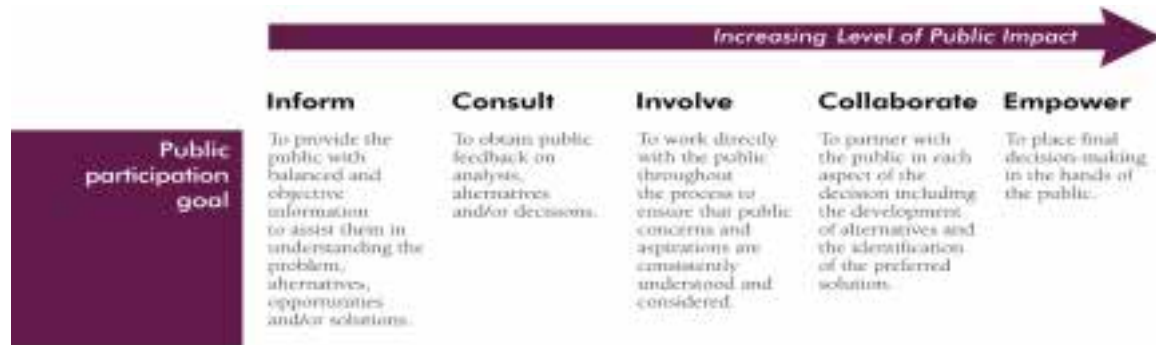 Increasing Level of Public Impact
Inform
Consult
Involve
Collaborate
Empower
Public
participation
goal
To provide the
public with
balanced and
objective
information
to assist them in
understanding the
problem,
alternatives,
opportunities
and/or solutions.
To obtain public
feedback on
analysis,
alternatives
and/or decisions.
To work directly
with the public
throughout
the process to
ensure that public
concerns and
aspirations are
consistently
understood and
considered.
To partner with
the public in each
aspect of the
decision including
the development
of alternatives and
the identification
of the preferred
solution.
To place final
decision-making
in the hands of
the public.